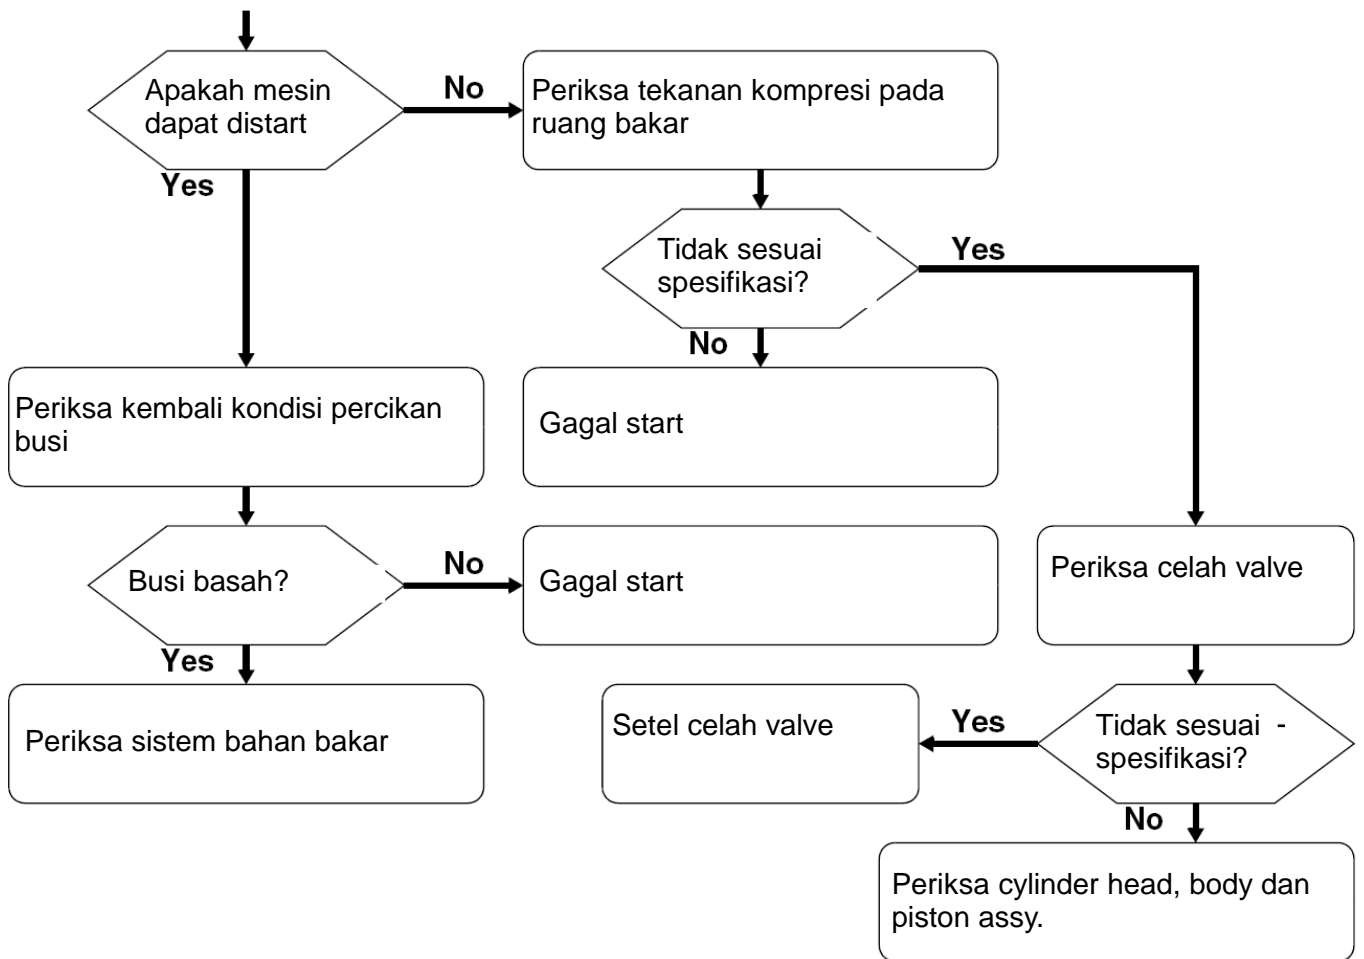 Apakah mesin
dapat distart
No
Periksa tekanan kompresi pada
ruang bakar
Yes
Tidak sesuai
spesifikasi?
Yes
No
Periksa kembali kondisi percikan
busi
Gagal start
Busi basah?
No
Gagal start
Periksa celah valve
Yes
Periksa sistem bahan bakar
Setel celah valve
Yes
Tidak sesuai -
spesifikasi?
No
Periksa cylinder head, body dan
piston assy.